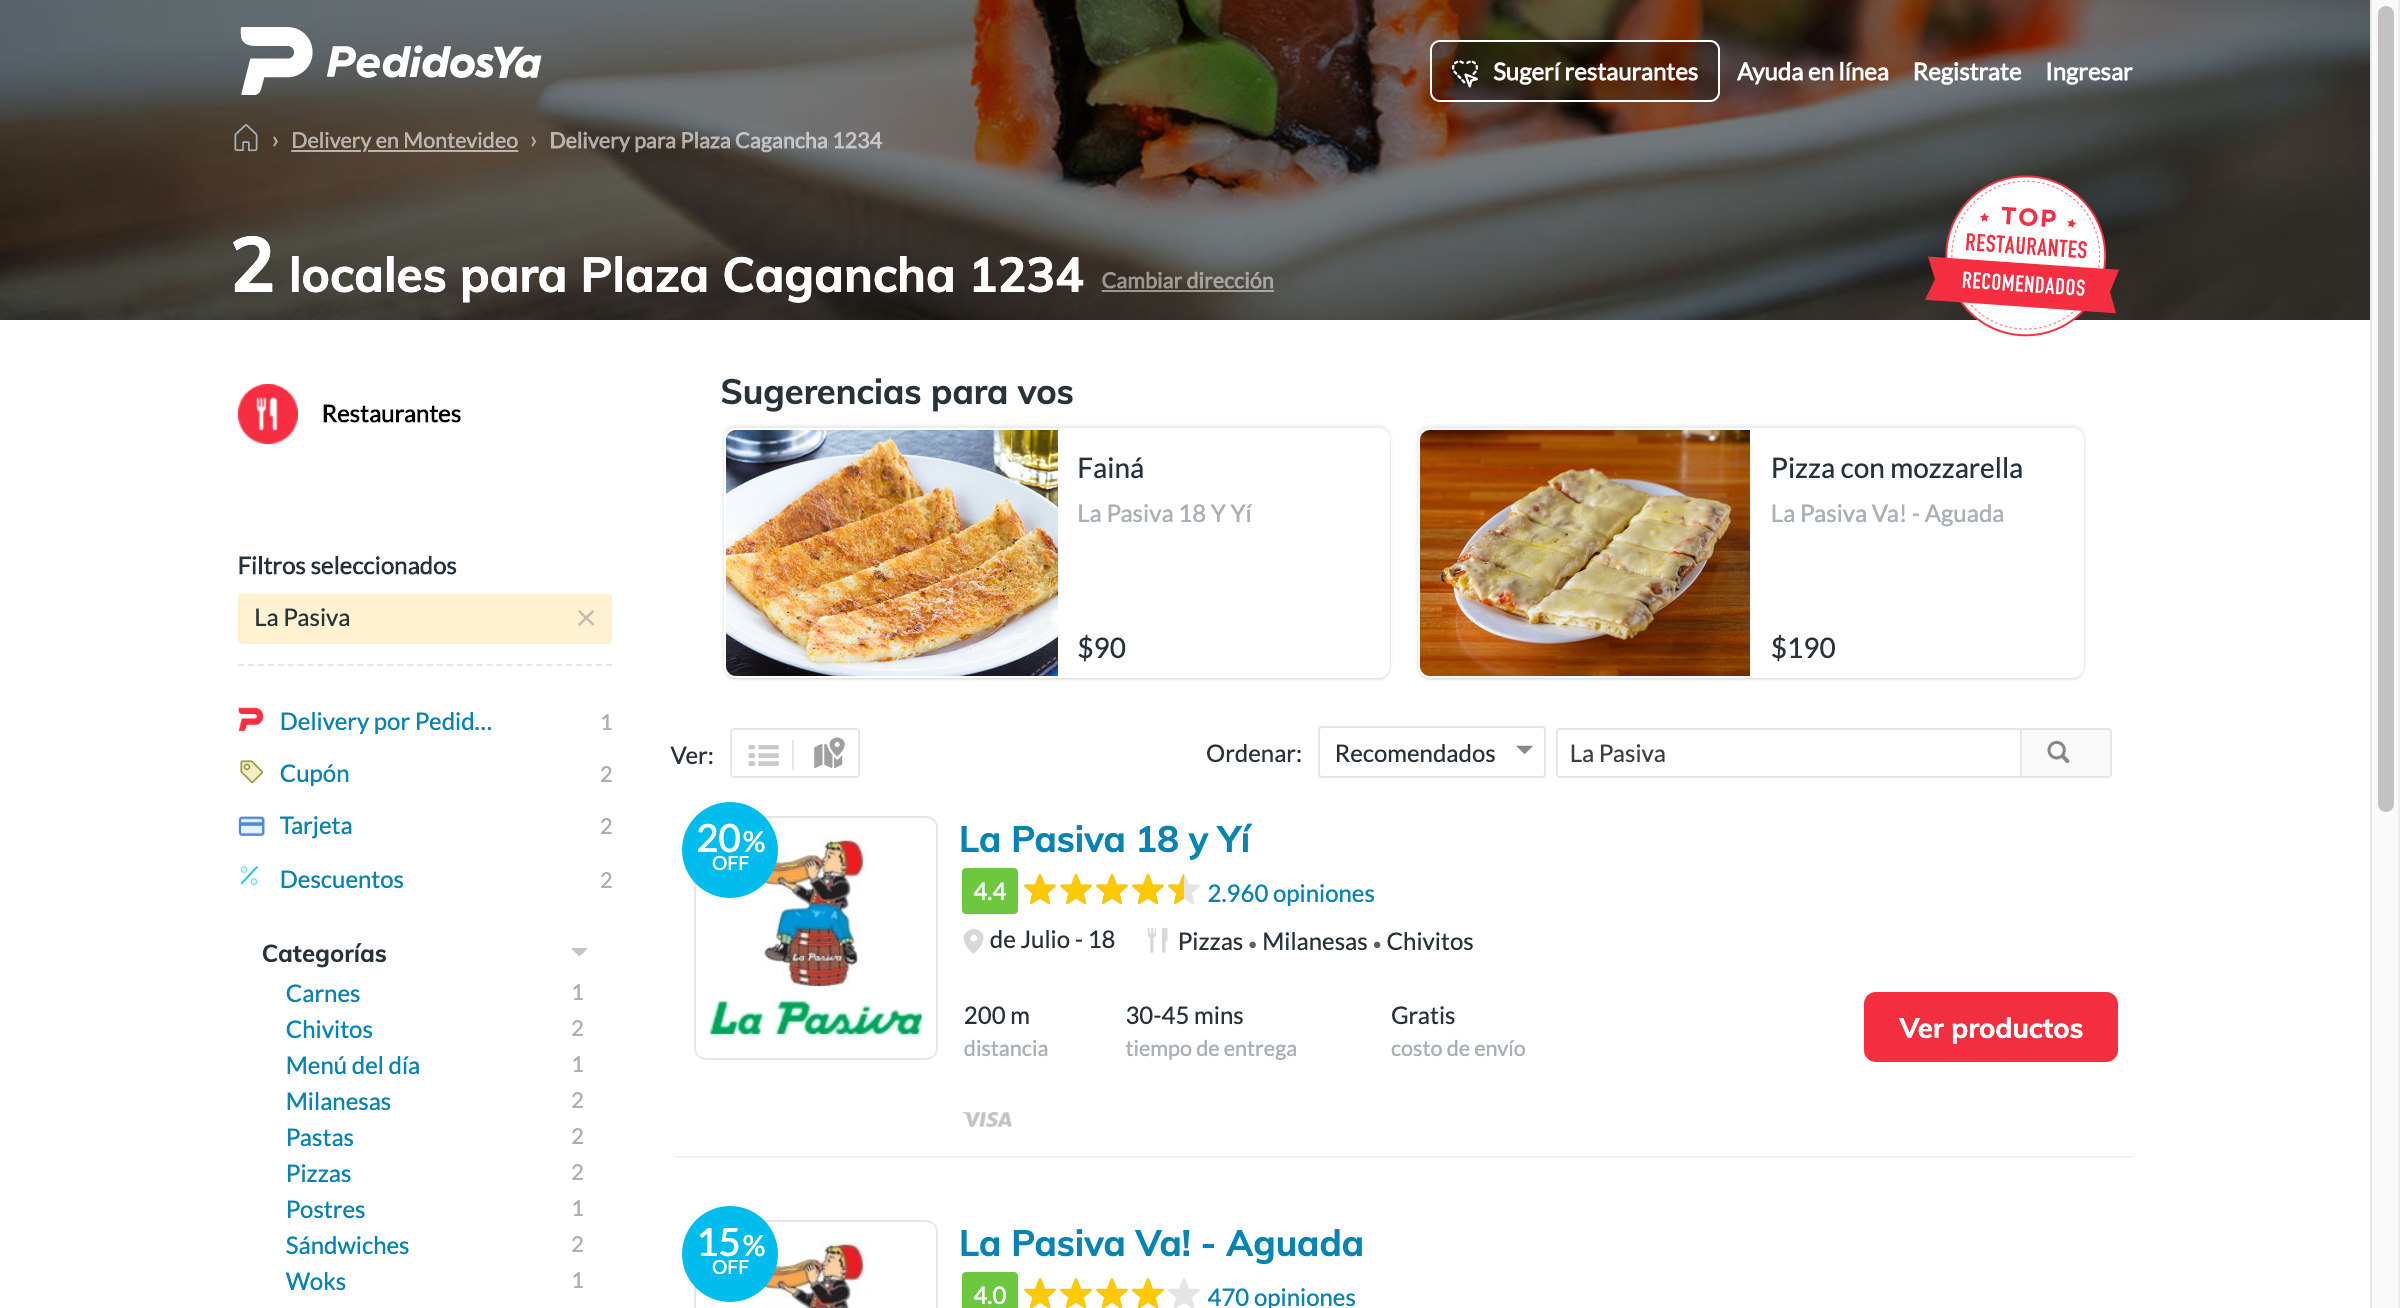 PedidosYa
Sugerí restaurantes
Ayuda en línea
Registrate
Ingresar
› Delivery en Montevideo › Delivery para Plaza Cagancha 1234
2 locales para Plaza Cagancha 1234 Cambiar dirección
TOP
RESTAURANTES
RECOMENDADOS
Restaurantes
Filtros seleccionados
La Pasiva
Delivery por Pedid... 1
Cupón 2
Tarjeta 2
Descuentos 2
Categorías
Carnes 1
Chivitos 2
Menú del día 1
Milanesas 2
Pastas 2
Pizzas 2
Postres 1
Sándwiches 2
Woks 1
Sugerencias para vos
Fainá
La Pasiva 18 Y Yí
$90
Pizza con mozzarella
La Pasiva Va! - Aguada
$190
Ver:
Ordenar: Recomendados
La Pasiva
20% OFF
La Pasiva
La Pasiva
La Pasiva 18 y Yí
4.4 2.960 opiniones
de Julio - 18 Pizzas • Milanesas • Chivitos
200 m 30-45 mins Gratis
distancia tiempo de entrega costo de envío
Ver productos
VISA
15% OFF
La Pasiva Va! - Aguada
4.0 470 opiniones